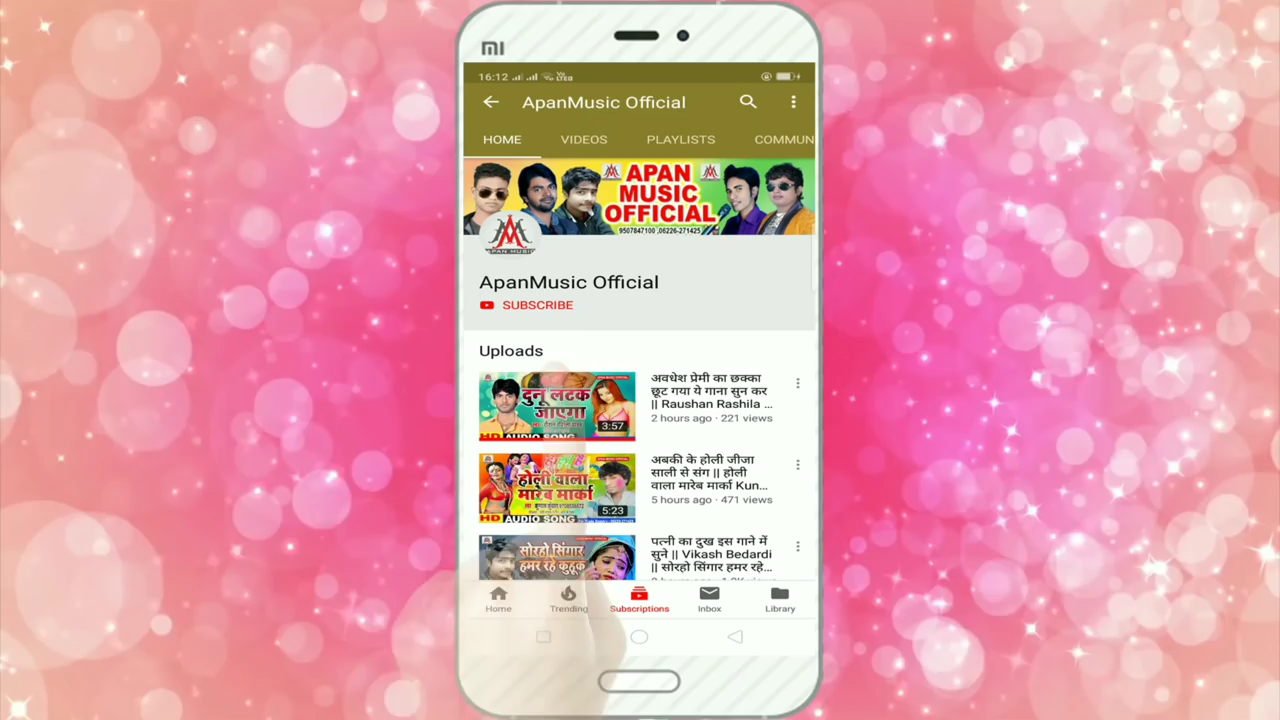 mi
16:12
ApanMusic Official
HOME VIDEOS PLAYLISTS COMMUN
APAN
MUSIC
OFFICIAL
9507847100 ,06226-271425
APAN MUSIC
ApanMusic Official
SUBSCRIBE
Uploads
दुनू लटक
जाएगा
3:57
HD AUDIO SONG
अवधेश प्रेमी का छक्का
छूट गया ये गाना सुन कर
|| Raushan Rashila ...
2 hours ago · 221 views
होली वाला
मारेब मार्का
5:23
HD AUDIO SONG
अबकी के होली जीजा
साली से संग || होली
वाला मारेब मार्का Kun...
5 hours ago · 471 views
सोरहो सिंगार
हमर रहे कुहूक
पत्नी का दुख इस गाने में
सुने || Vikash Bedardi
|| सोरहो सिंगार हमर रहे...
Home Trending Subscriptions Inbox Library